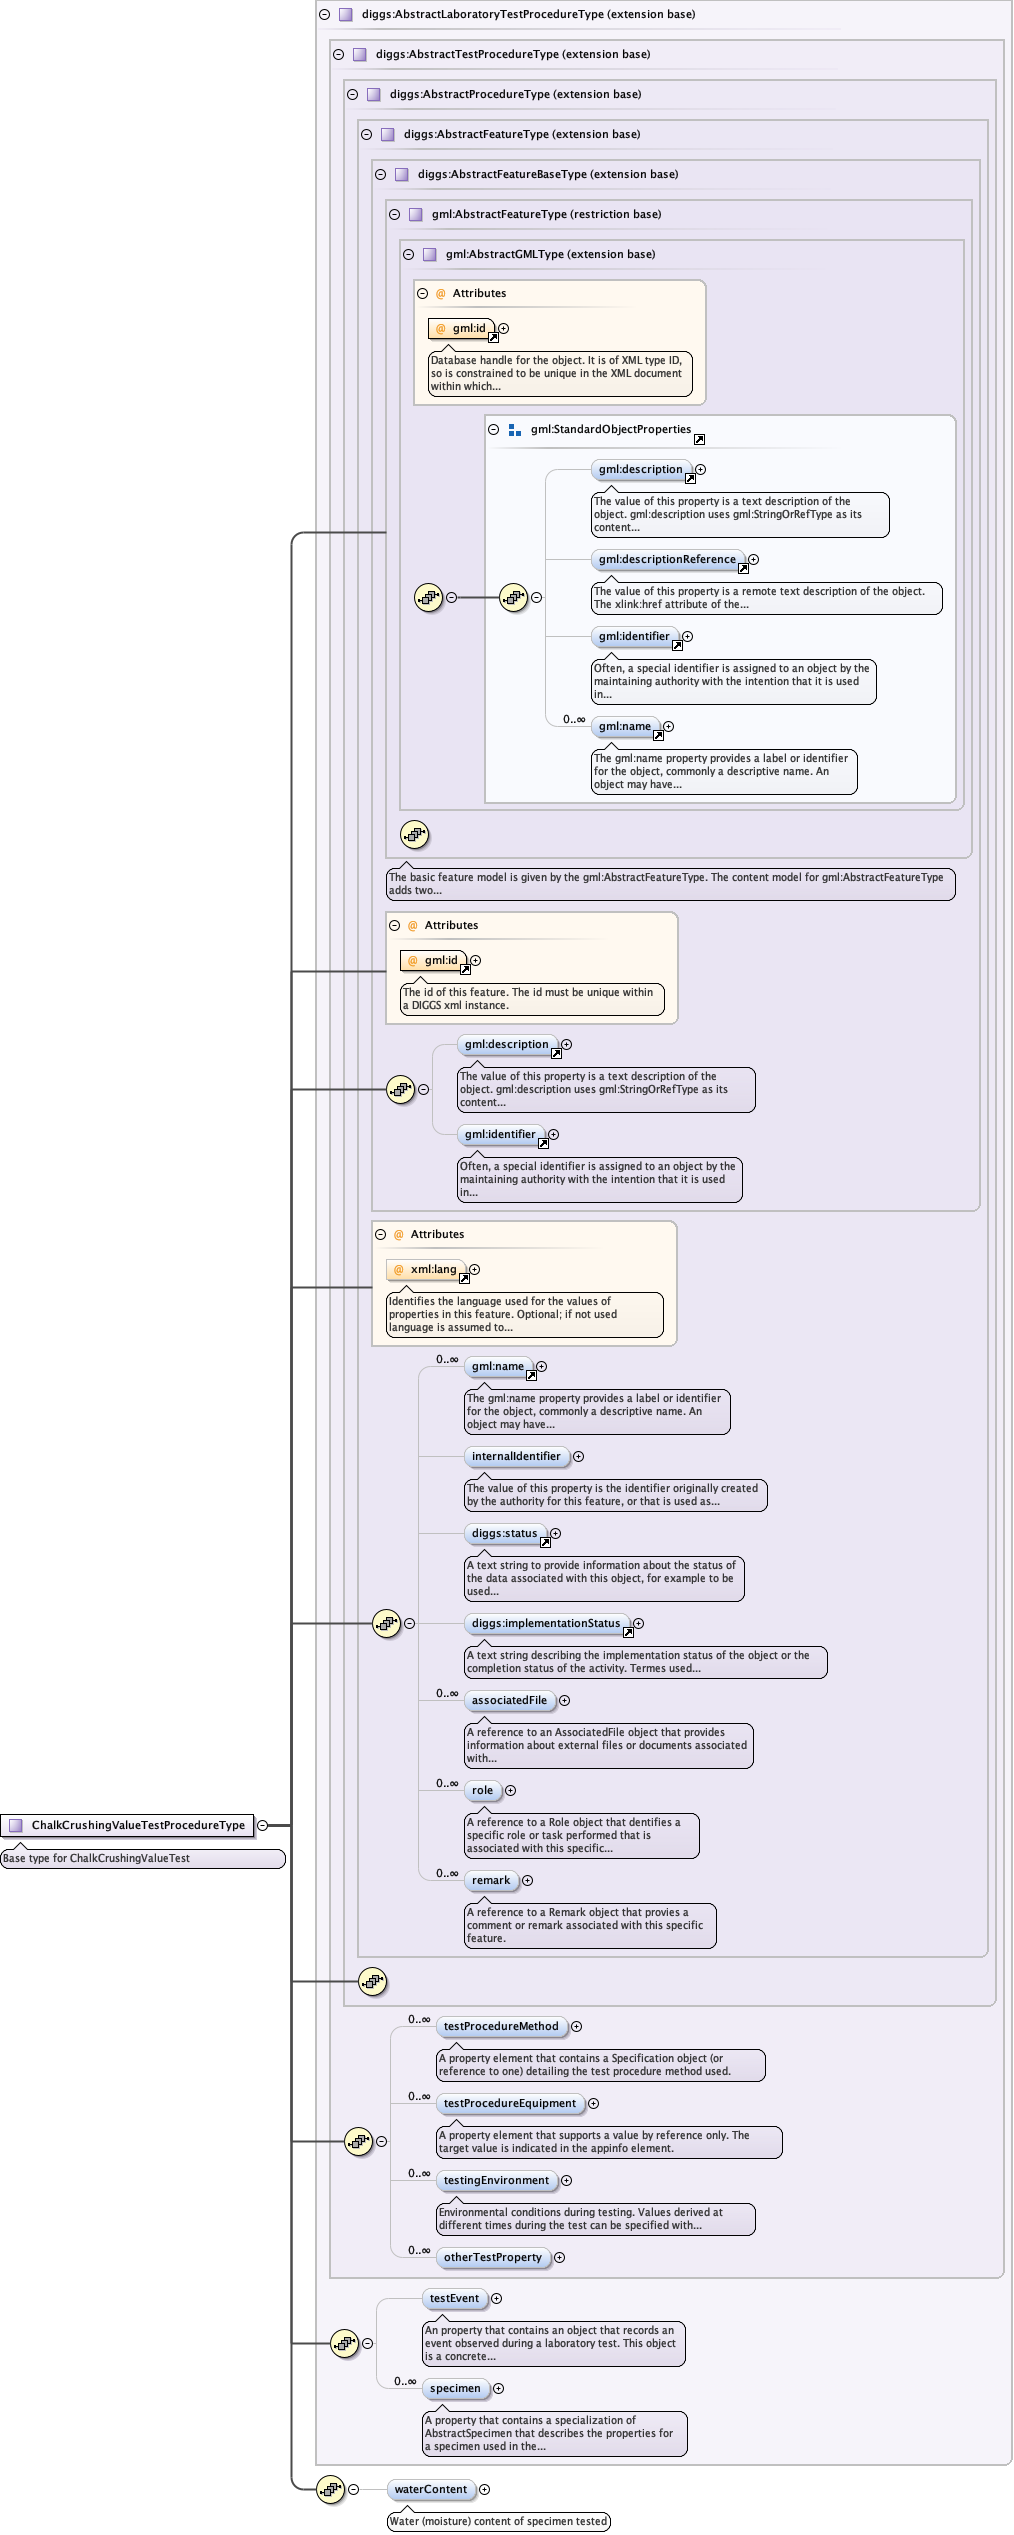 diggs:AbstractLaboratoryTestProcedureType (extension base)
diggs:AbstractTestProcedureType (extension base)
diggs:AbstractProcedureType (extension base)
diggs:AbstractFeatureType (extension base)
diggs:AbstractFeatureBaseType (extension base)
gml:AbstractFeatureType (restriction base)
gml:AbstractGMLType (extension base)
@ Attributes
@ gml:id
Database handle for the object. It is of XML type ID,
so is constrained to be unique in the XML document
within which...
gml:StandardObjectProperties
gml:description
The value of this property is a text description of the
object. gml:description uses gml:StringOrRefType as its
content...
gml:descriptionReference
The value of this property is a remote text description of the object.
The xlink:href attribute of the...
gml:identifier
Often, a special identifier is assigned to an object by the
maintaining authority with the intention that it is used
in...
0..∞
gml:name
The gml:name property provides a label or identifier
for the object, commonly a descriptive name. An
object may have...
The basic feature model is given by the gml:AbstractFeatureType. The content model for gml:AbstractFeatureType
adds two...
@ Attributes
@ gml:id
The id of this feature. The id must be unique within
a DIGGS xml instance.
gml:description
The value of this property is a text description of the
object. gml:description uses gml:StringOrRefType as its
content...
gml:identifier
Often, a special identifier is assigned to an object by the
maintaining authority with the intention that it is used
in...
@ Attributes
@ xml:lang
Identifies the language used for the values of
properties in this feature. Optional; if not used
language is assumed to...
0..∞
gml:name
The gml:name property provides a label or identifier
for the object, commonly a descriptive name. An
object may have...
internalIdentifier
The value of this property is the identifier originally created
by the authority for this feature, or that is used as...
diggs:status
A text string to provide information about the status of
the data associated with this object, for example to be
used...
diggs:implementationStatus
A text string describing the implementation status of the object or the
completion status of the activity. Termes used...
0..∞
associatedFile
A reference to an AssociatedFile object that provides
information about external files or documents associated
with...
0..∞
role
A reference to a Role object that dentifies a
specific role or task performed that is
associated with this specific...
ChalkCrushingValueTestProcedureType
Base type for ChalkCrushingValueTest
0..∞
remark
A reference to a Remark object that provies a
comment or remark associated with this specific
feature.
0..∞
testProcedureMethod
A property element that contains a Specification object (or
reference to one) detailing the test procedure method used.
0..∞
testProcedureEquipment
A property element that supports a value by reference only. The
target value is indicated in the appinfo element.
0..∞
testingEnvironment
Environmental conditions during testing. Values derived at
different times during the test can be specified with...
0..∞
otherTestProperty
testEvent
An property that contains an object that records an
event observed during a laboratory test. This object
is a concrete...
0..∞
specimen
A property that contains a specialization of
AbstractSpecimen that describes the properties for
a specimen used in the...
waterContent
Water (moisture) content of specimen tested